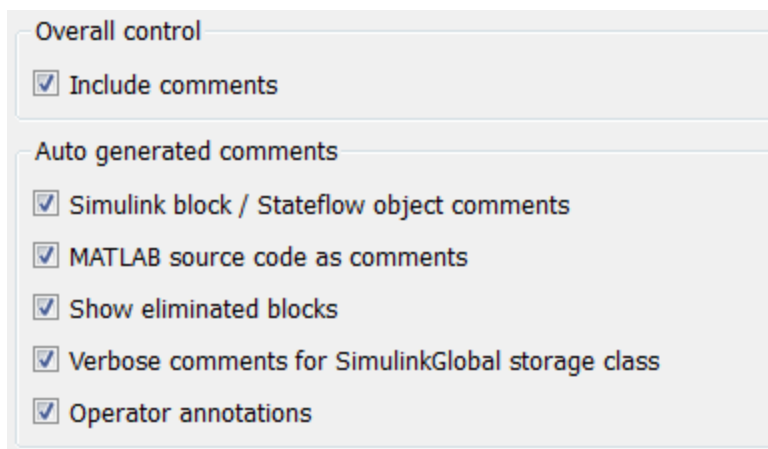 Overall control
Include comments
Auto generated comments
Simulink block / Stateflow object comments
MATLAB source code as comments
Show eliminated blocks
Verbose comments for SimulinkGlobal storage class
Operator annotations